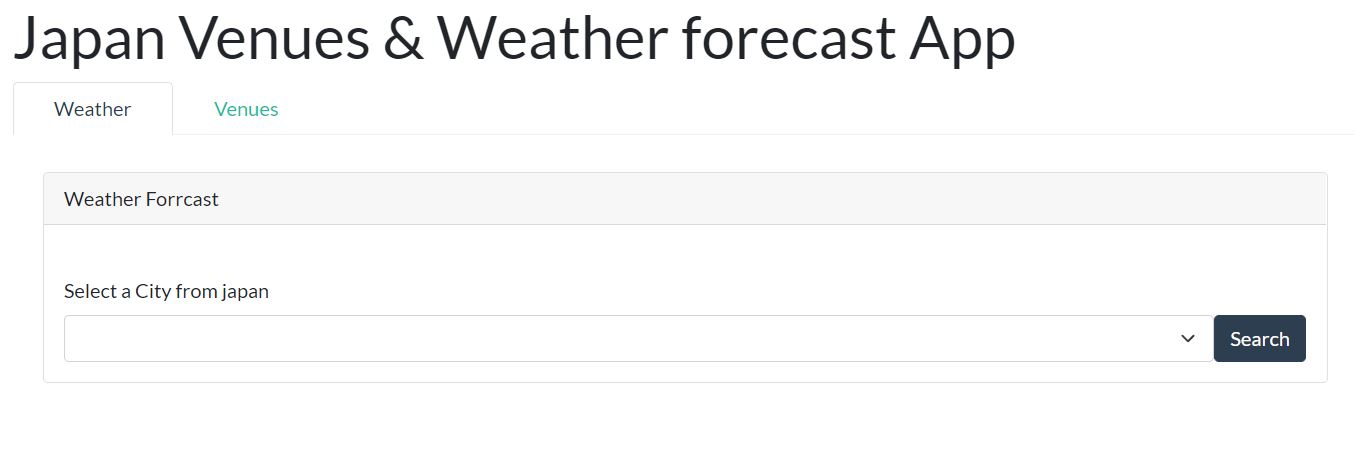 Japan Venues & Weather forecast App
Weather Venues
Weather Forrcast
Select a City from japan
Search